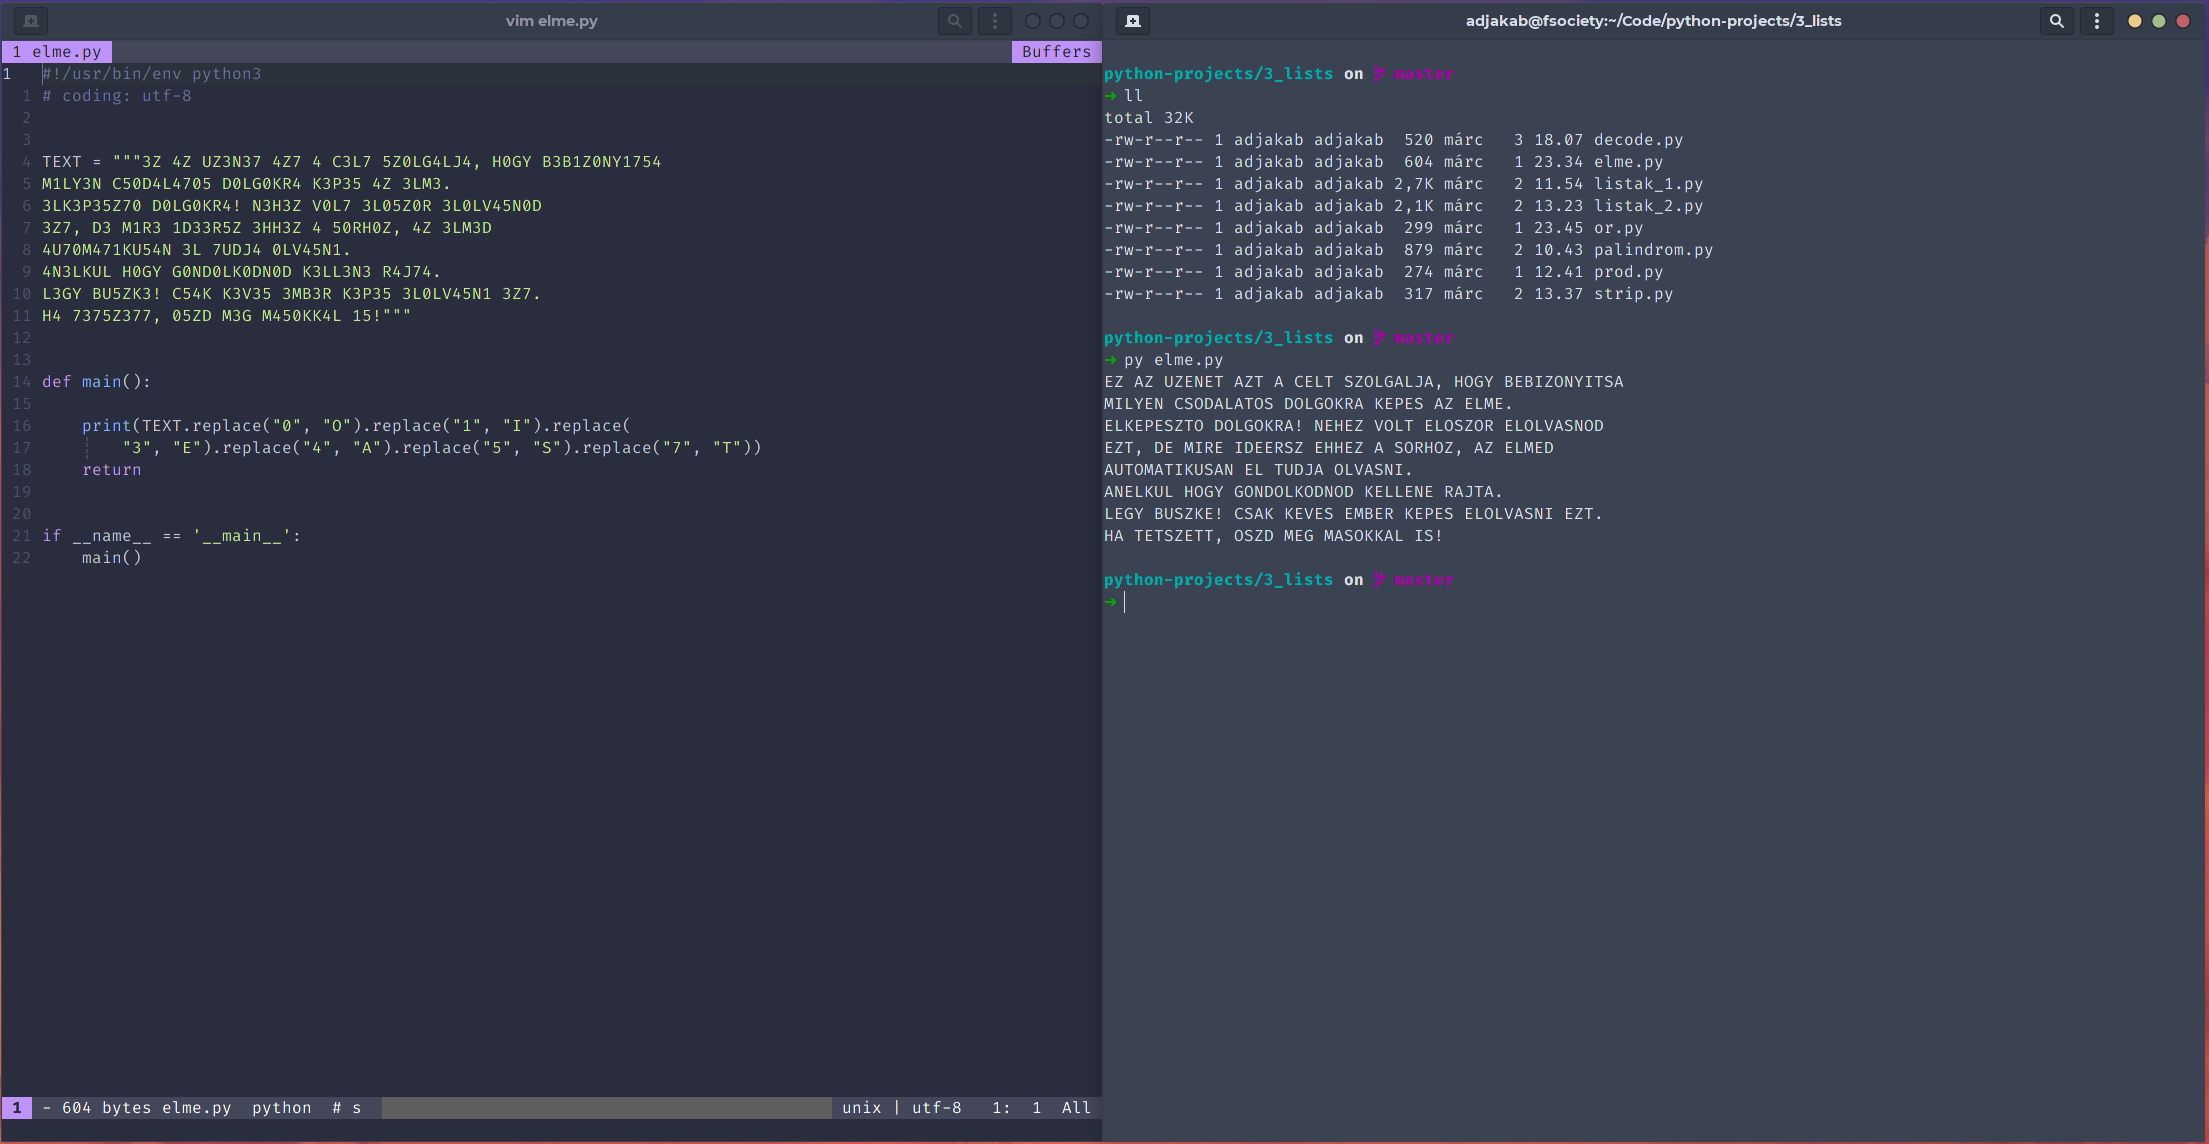 vim elme.py
1 elme.py Buffers
1 #!/usr/bin/env python3
1 # coding: utf-8
2
3
4 TEXT = """3Z 4Z UZ3N37 4Z7 4 C3L7 5Z0LG4LJ4, H0GY B3B1Z0NY1754
5 M1LY3N C50D4L4705 D0LG0KR4 K3P35 4Z 3LM3.
6 3LK3P35Z70 D0LG0KR4! N3H3Z V0L7 3L05Z0R 3L0LV45N0D
7 3Z7, D3 M1R3 1D33R5Z 3HH3Z 4 50RH0Z, 4Z 3LM3D
8 4U70M471KU54N 3L 7UDJ4 0LV45N1.
9 4N3LKUL H0GY G0ND0LK0DN0D K3LL3N3 R4J74.
10 L3GY BU5ZK3! C54K K3V35 3MB3R K3P35 3L0LV45N1 3Z7.
11 H4 7375Z377, 05ZD M3G M450KK4L 15!"""
12
13
14 def main():
15
16 print(TEXT.replace("0", "O").replace("1", "I").replace(
17 "3", "E").replace("4", "A").replace("5", "S").replace("7", "T"))
18 return
19
20
21 if __name__ == '__main__':
22 main()
1 - 604 bytes elme.py python # s unix | utf-8 1: 1 All
adjakab@fsociety:~/Code/python-projects/3_lists
python-projects/3_lists on master
➜ ll
total 32K
-rw-r--r-- 1 adjakab adjakab 520 márc 3 18.07 decode.py
-rw-r--r-- 1 adjakab adjakab 604 márc 1 23.34 elme.py
-rw-r--r-- 1 adjakab adjakab 2,7K márc 2 11.54 listak_1.py
-rw-r--r-- 1 adjakab adjakab 2,1K márc 2 13.23 listak_2.py
-rw-r--r-- 1 adjakab adjakab 299 márc 1 23.45 or.py
-rw-r--r-- 1 adjakab adjakab 879 márc 2 10.43 palindrom.py
-rw-r--r-- 1 adjakab adjakab 274 márc 1 12.41 prod.py
-rw-r--r-- 1 adjakab adjakab 317 márc 2 13.37 strip.py
python-projects/3_lists on master
➜ py elme.py
EZ AZ UZENET AZT A CELT SZOLGALJA, HOGY BEBIZONYITSA
MILYEN CSODALATOS DOLGOKRA KEPES AZ ELME.
ELKEPESZTO DOLGOKRA! NEHEZ VOLT ELOSZOR ELOLVASNOD
EZT, DE MIRE IDEERSZ EHHEZ A SORHOZ, AZ ELMED
AUTOMATIKUSAN EL TUDJA OLVASNI.
ANELKUL HOGY GONDOLKODNOD KELLENE RAJTA.
LEGY BUSZKE! CSAK KEVES EMBER KEPES ELOLVASNI EZT.
HA TETSZETT, OSZD MEG MASOKKAL IS!
python-projects/3_lists on master
➜